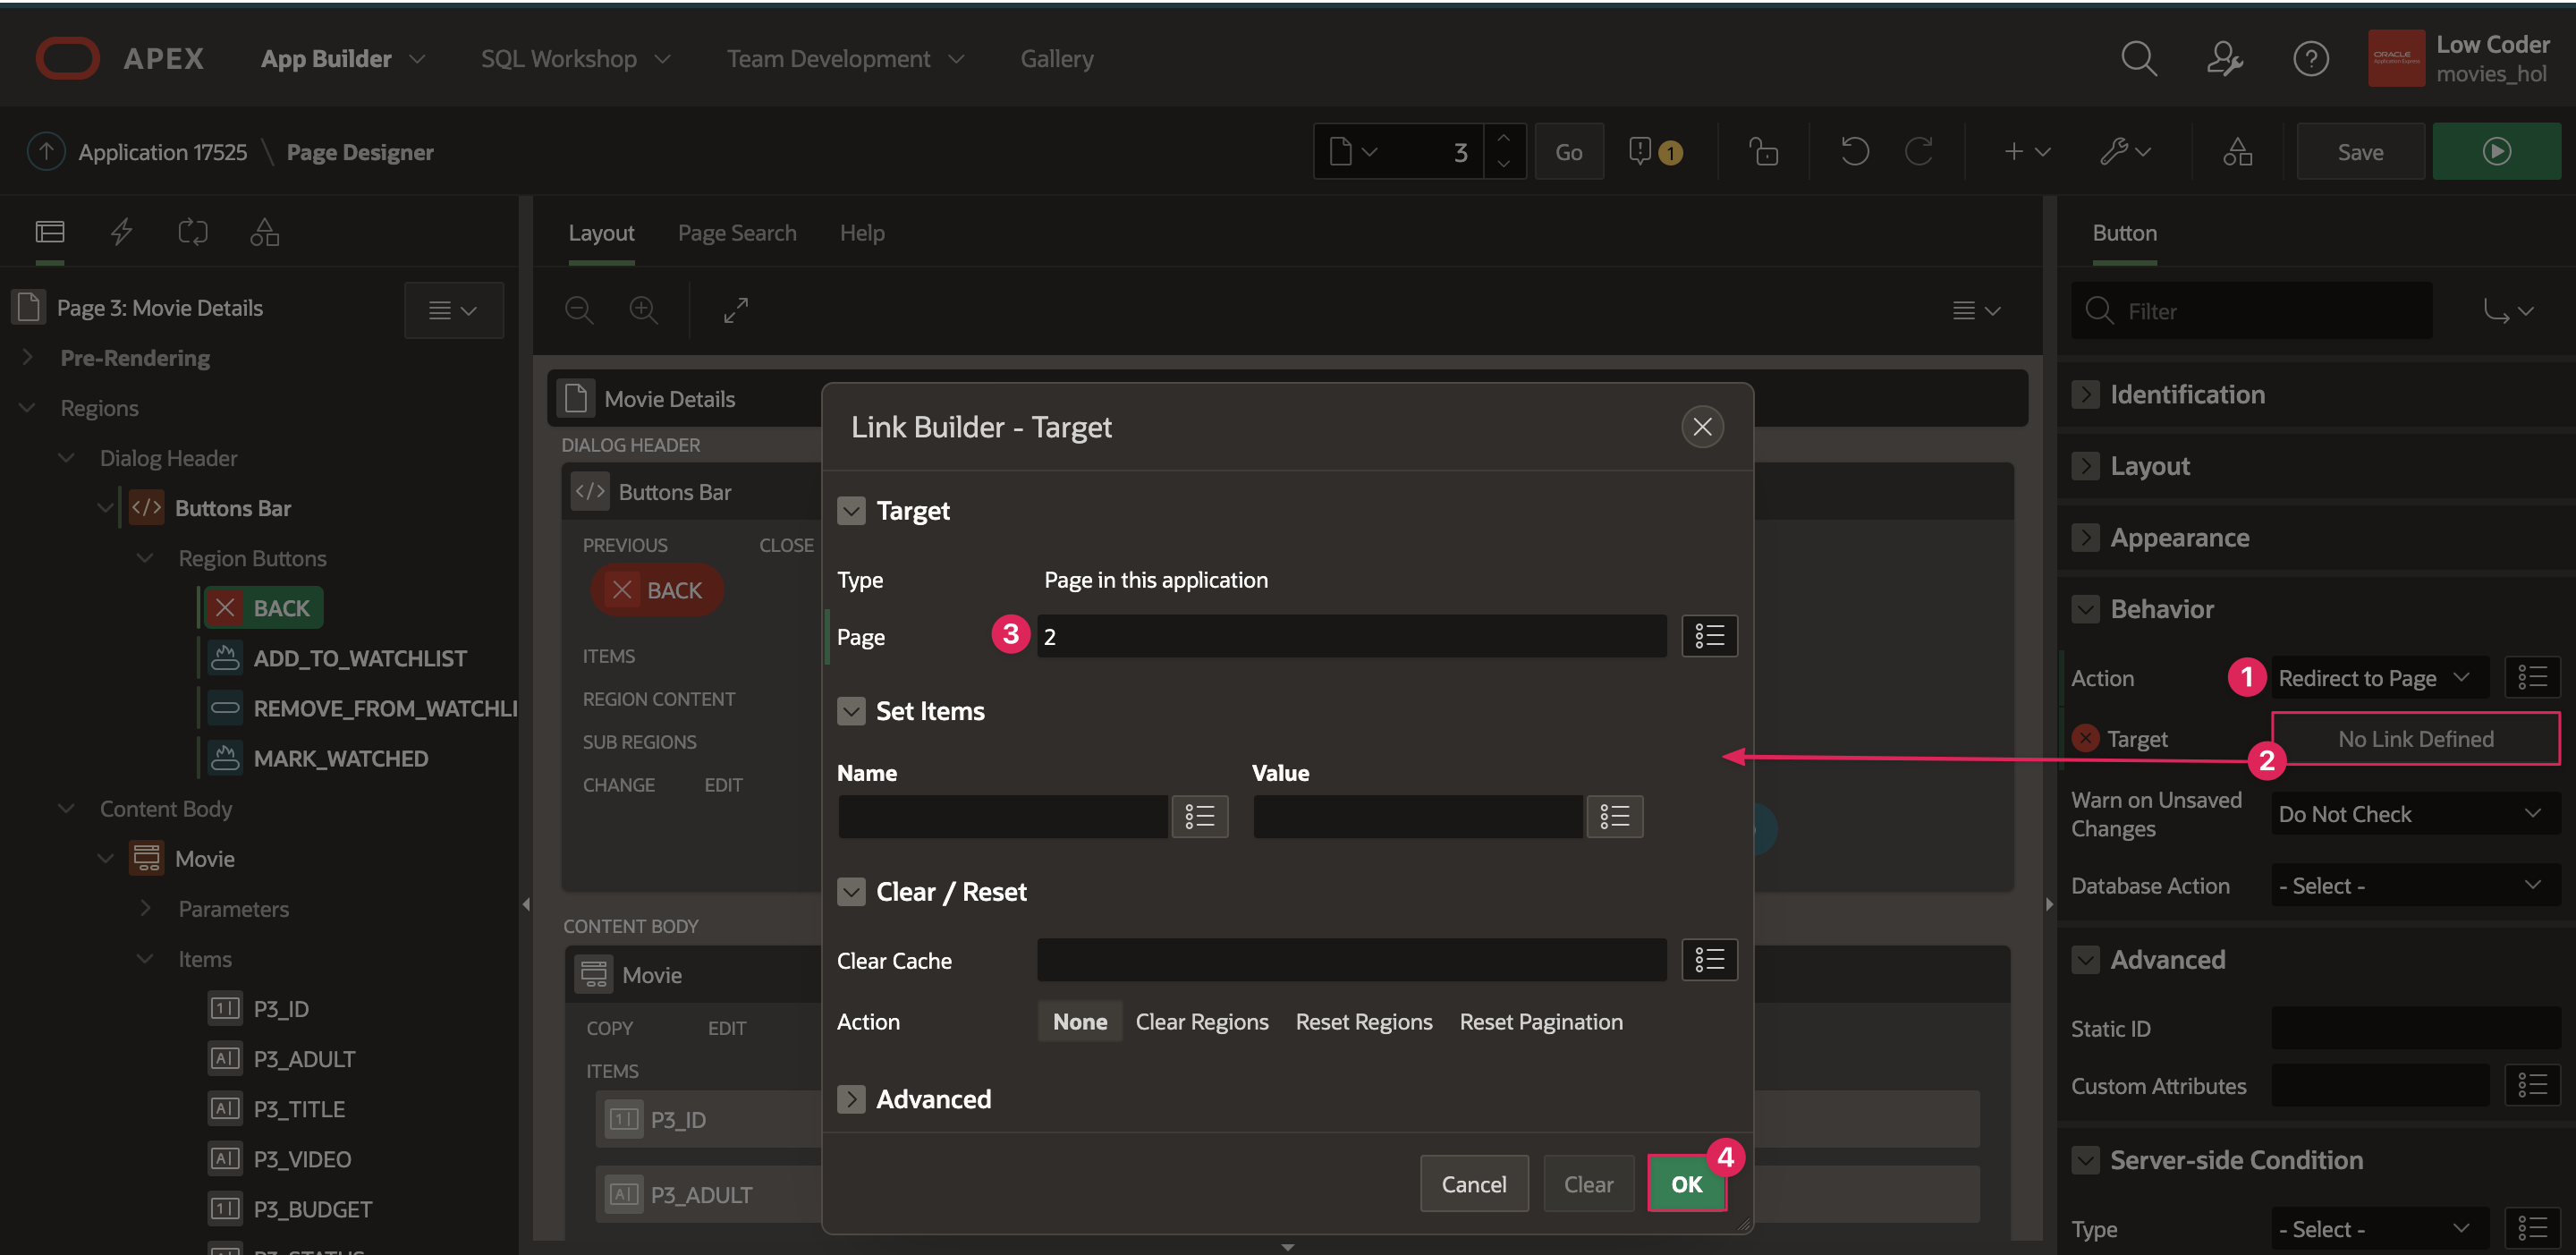 APEX App Builder SQL Workshop Team Development Gallery
ORACLE
Application Express
Low Coder
movies_hol
Application 17525 \ Page Designer
3 Go 1 Save
Layout Page Search Help
Button
Page 3: Movie Details
Filter
Pre-Rendering
Regions
Dialog Header
Buttons Bar
Region Buttons
BACK
ADD_TO_WATCHLIST
REMOVE_FROM_WATCHLI
MARK_WATCHED
Content Body
Movie
Parameters
Items
P3_ID
P3_ADULT
P3_TITLE
P3_VIDEO
P3_BUDGET
Movie Details
DIALOG HEADER
Buttons Bar
PREVIOUS CLOSE
BACK
ITEMS
REGION CONTENT
SUB REGIONS
CHANGE EDIT
CONTENT BODY
Movie
COPY EDIT
ITEMS
P3_ID
P3_ADULT
Link Builder - Target
Target
Type Page in this application
Page 3 2
Set Items
Name Value
Clear / Reset
Clear Cache
Action None Clear Regions Reset Regions Reset Pagination
Advanced
Cancel Clear OK 4
Identification
Layout
Appearance
Behavior
Action 1 Redirect to Page
Target 2 No Link Defined
Warn on Unsaved
Changes
Do Not Check
Database Action - Select -
Advanced
Static ID
Custom Attributes
Server-side Condition
Type - Select -